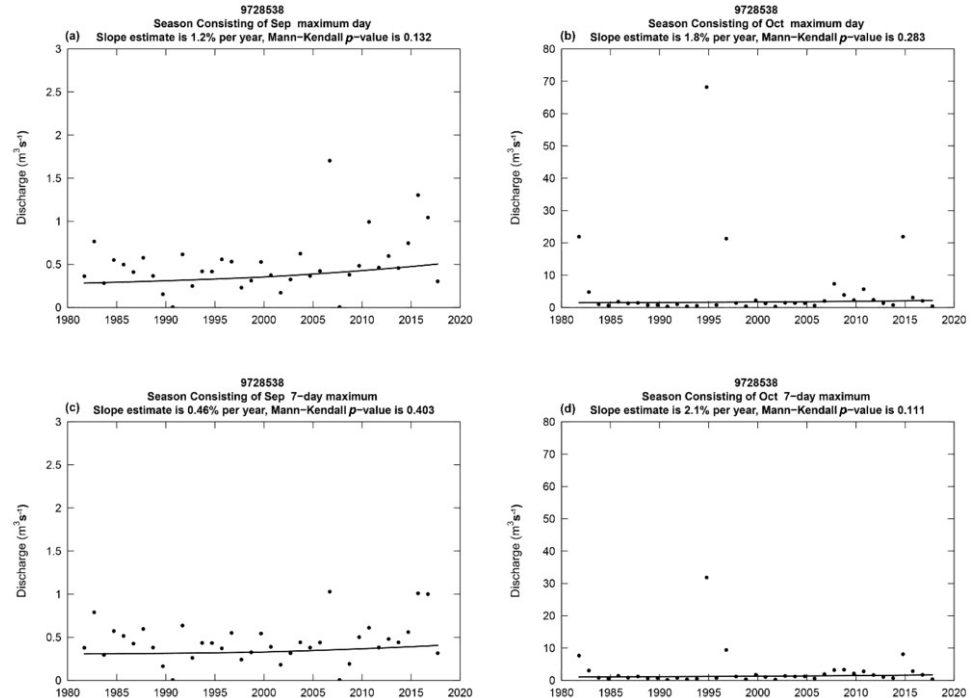 9728538
Season Consisting of Sep maximum day
(a) Slope estimate is 1.2% per year, Mann−Kendall p−value is 0.132
3
2.5
2
1.5
1
0.5
0
Discharge (m³s⁻¹)
1980 1985 1990 1995 2000 2005 2010 2015 2020
9728538
Season Consisting of Oct maximum day
(b) Slope estimate is 1.8% per year, Mann−Kendall p−value is 0.283
80
70
60
50
40
30
20
10
0
Discharge (m³s⁻¹)
1980 1985 1990 1995 2000 2005 2010 2015 2020
9728538
Season Consisting of Sep 7−day maximum
(c) Slope estimate is 0.46% per year, Mann−Kendall p−value is 0.403
3
2.5
2
1.5
1
0.5
0
Discharge (m³s⁻¹)
1980 1985 1990 1995 2000 2005 2010 2015 2020
9728538
Season Consisting of Oct 7−day maximum
(d) Slope estimate is 2.1% per year, Mann−Kendall p−value is 0.111
80
70
60
50
40
30
20
10
0
Discharge (m³s⁻¹)
1980 1985 1990 1995 2000 2005 2010 2015 2020